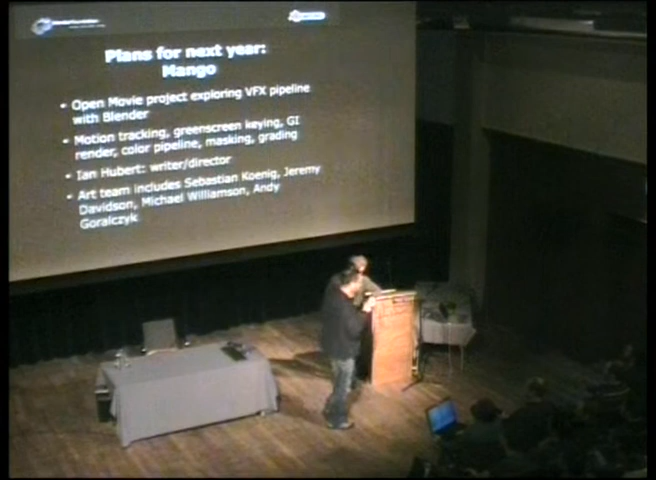 Plans for next year:
Mango
• Open Movie project exploring VFX pipeline
with Blender
• Motion tracking, greenscreen keying, GI
render, color pipeline, masking, grading
• Ian Hubert: writer/director
• Art team includes Sebastian Koenig, Jeremy
Davidson, Michael Williamson, Andy
Goralczyk